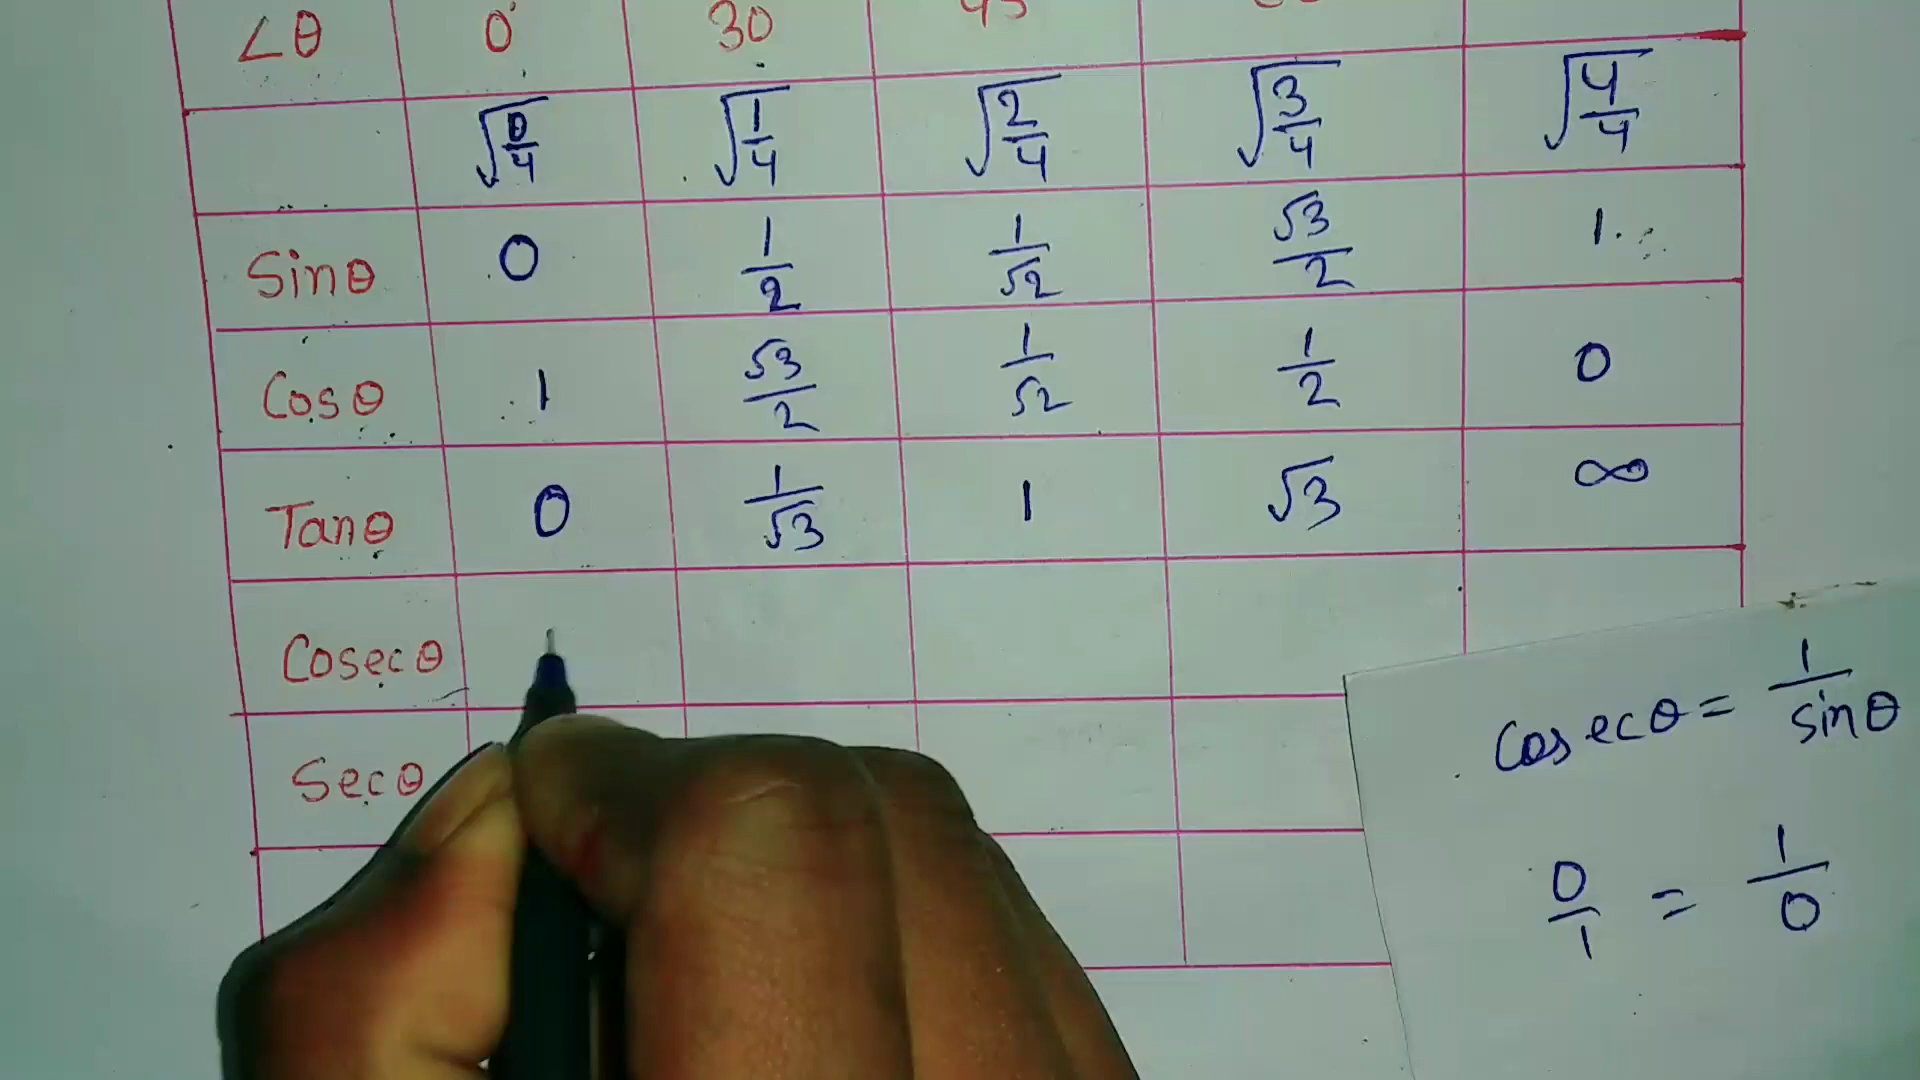 ∠θ 0° 30 45
√(0/4) √(1/4) √(2/4) √(3/4) √(4/4)
Sinθ 0 1/2 1/√2 √3/2 1
Cosθ 1 √3/2 1/√2 1/2 0
Tanθ 0 1/√3 1 √3 ∞
Cosecθ
Secθ
Cosecθ = 1/sinθ
0/1 = 1/0